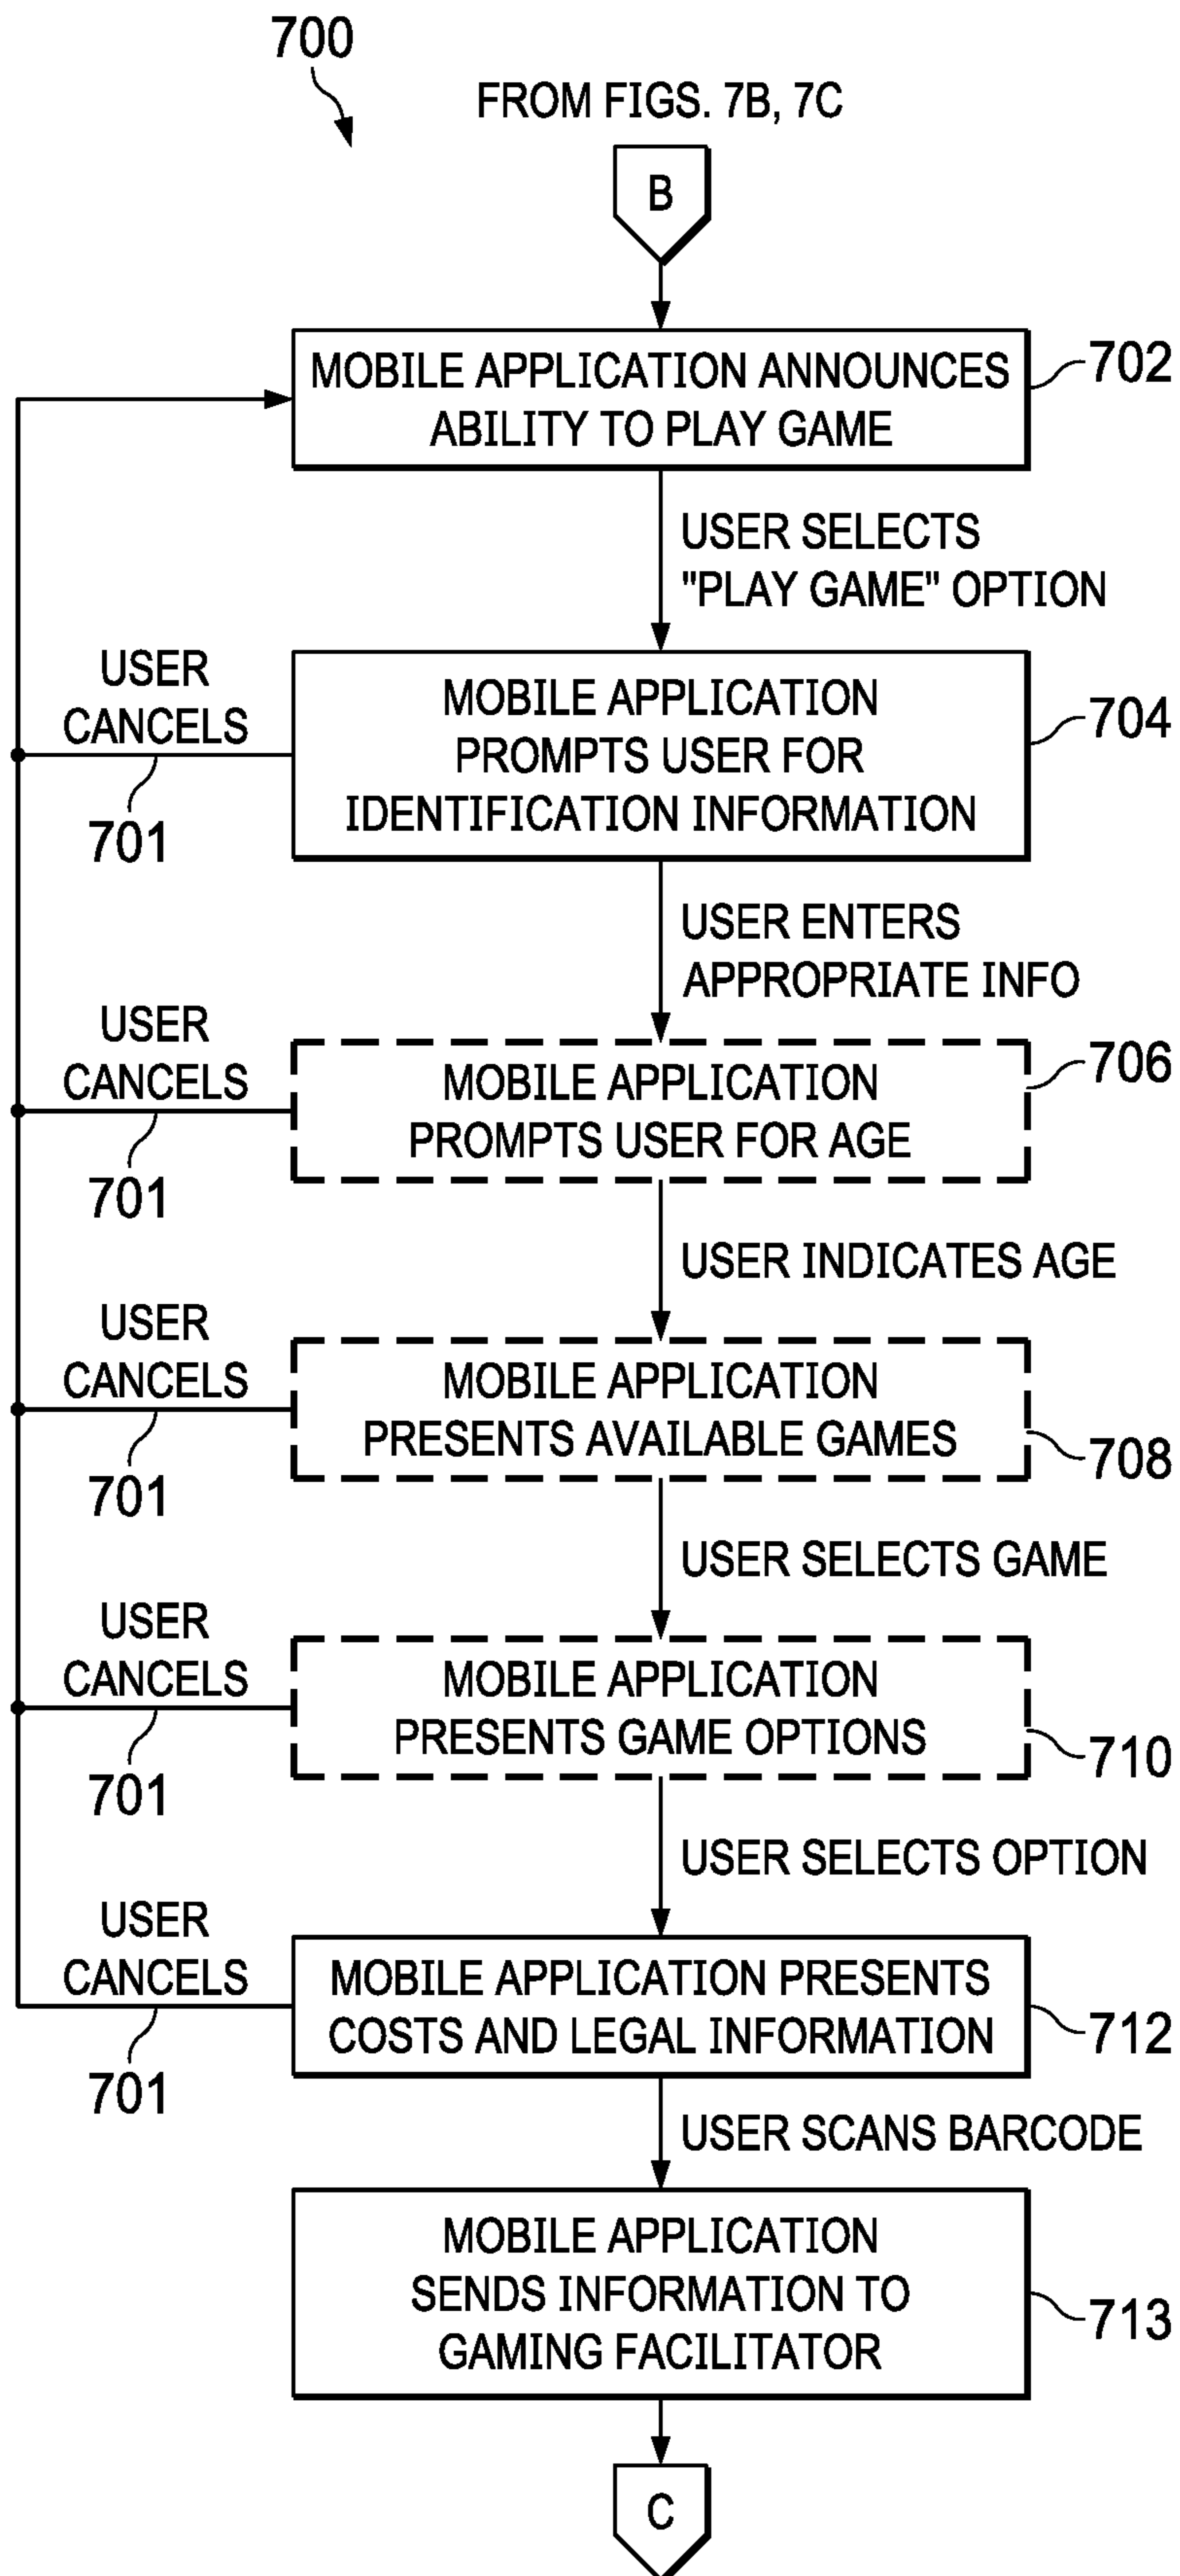 700
FROM FIGS. 7B, 7C
B
MOBILE APPLICATION ANNOUNCES
ABILITY TO PLAY GAME
702
USER SELECTS
"PLAY GAME" OPTION
USER
CANCELS
701
MOBILE APPLICATION
PROMPTS USER FOR
IDENTIFICATION INFORMATION
704
USER ENTERS
APPROPRIATE INFO
USER
CANCELS
701
MOBILE APPLICATION
PROMPTS USER FOR AGE
706
USER INDICATES AGE
USER
CANCELS
701
MOBILE APPLICATION
PRESENTS AVAILABLE GAMES
708
USER SELECTS GAME
USER
CANCELS
701
MOBILE APPLICATION
PRESENTS GAME OPTIONS
710
USER SELECTS OPTION
USER
CANCELS
701
MOBILE APPLICATION PRESENTS
COSTS AND LEGAL INFORMATION
712
USER SCANS BARCODE
MOBILE APPLICATION
SENDS INFORMATION TO
GAMING FACILITATOR
713
C